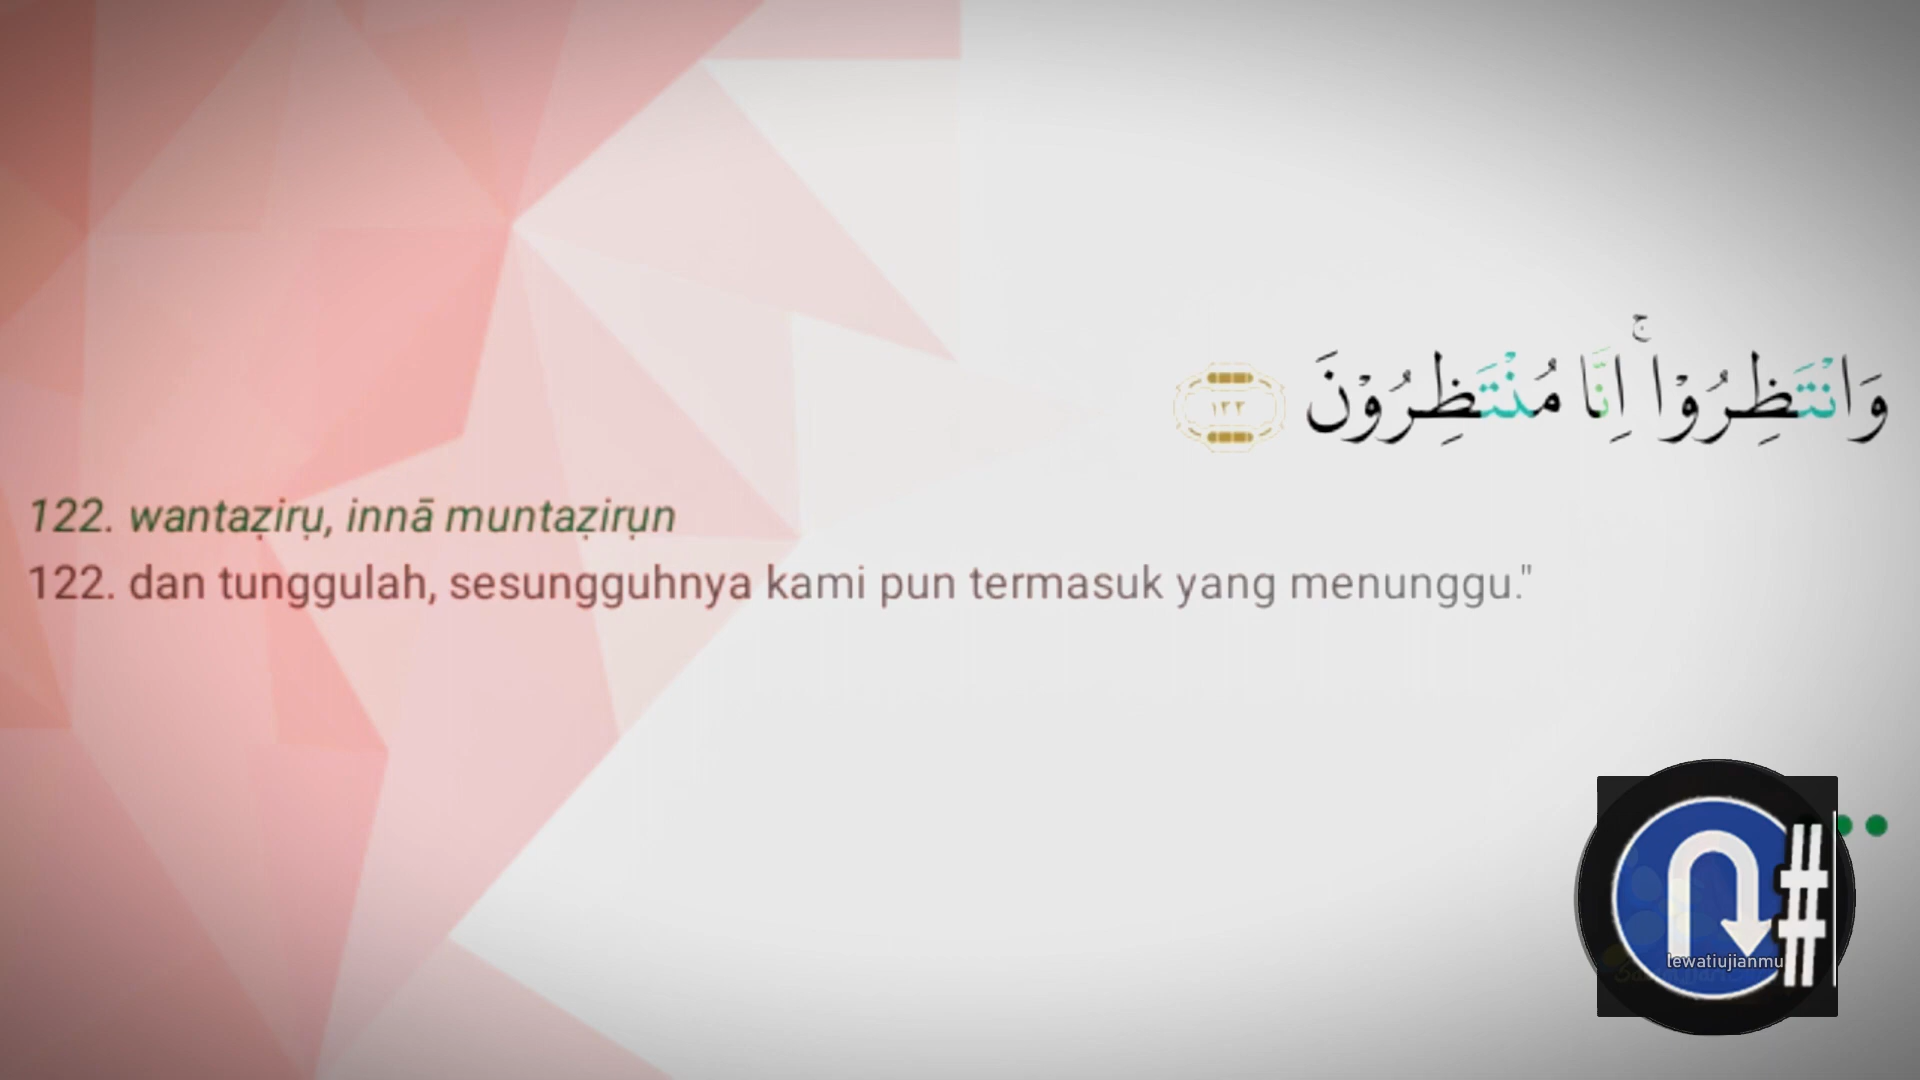 وَانْتَظِرُوْاۚ اِنَّا مُنْتَظِرُوْنَ ١٢٢
122. wantaẓirụ, innā muntaẓirụn
122. dan tunggulah, sesungguhnya kami pun termasuk yang menunggu."
#
lewatiujianmu